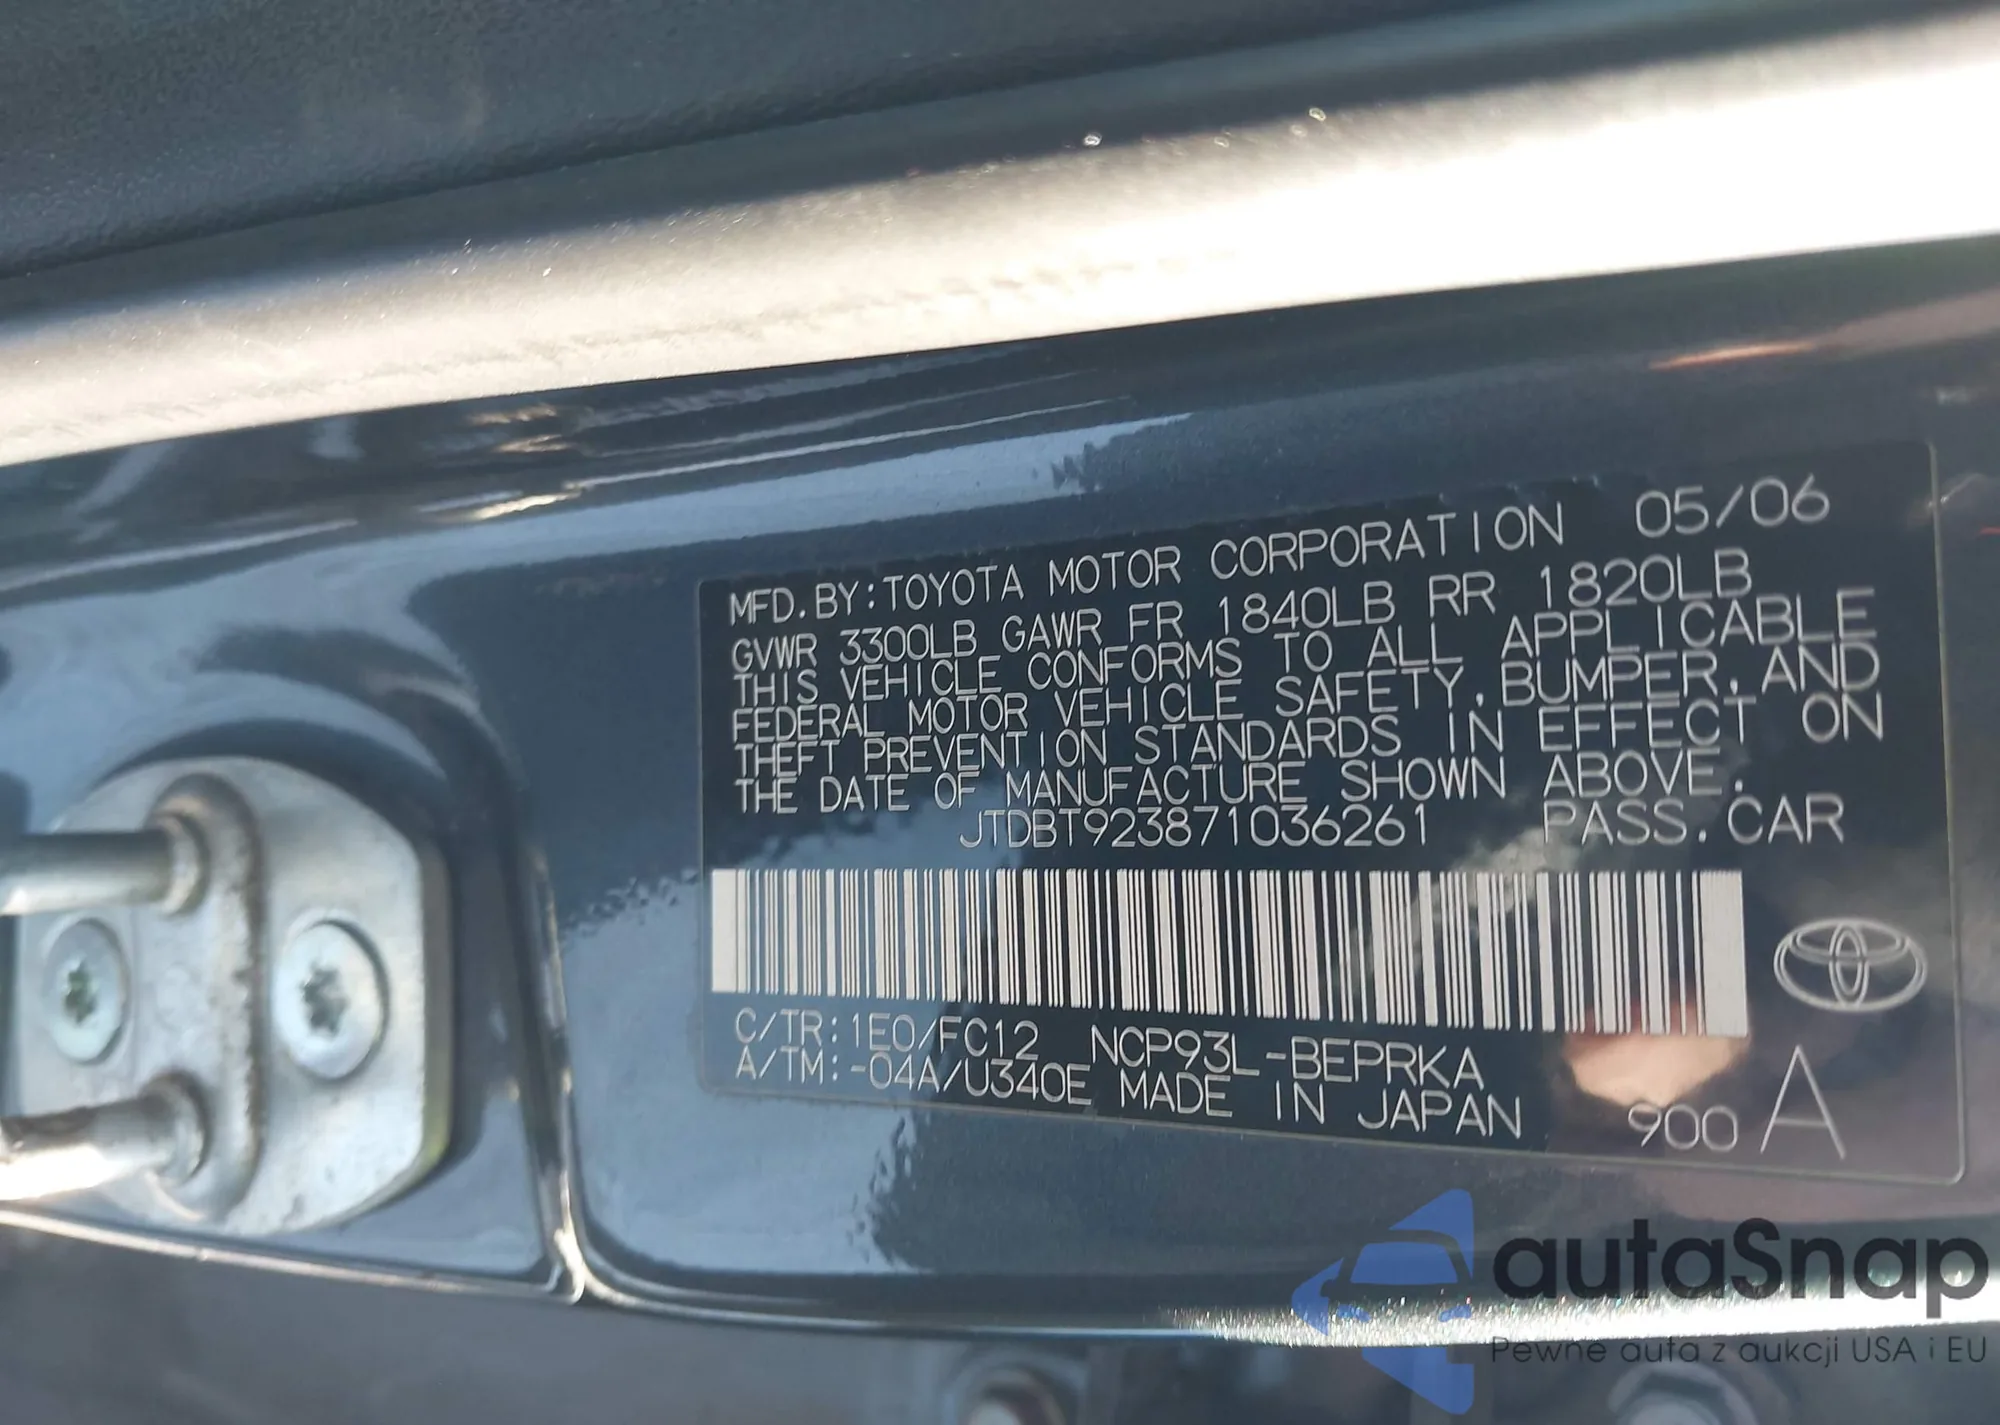 MFD.BY:TOYOTA MOTOR CORPORATION 05/06
GVWR 3300LB GAWR FR 1840LB RR 1820LB
THIS VEHICLE CONFORMS TO ALL APPLICABLE
FEDERAL MOTOR VEHICLE SAFETY,BUMPER,AND
THEFT PREVENTION STANDARDS IN EFFECT ON
THE DATE OF MANUFACTURE SHOWN ABOVE.
JTDBT923871036261 PASS.CAR
C/TR:1E0/FC12 NCP93L-BEPRKA
A/TM:-04A/U340E MADE IN JAPAN
900 A
autaSnap
Pewne auta z aukcji USA i EU